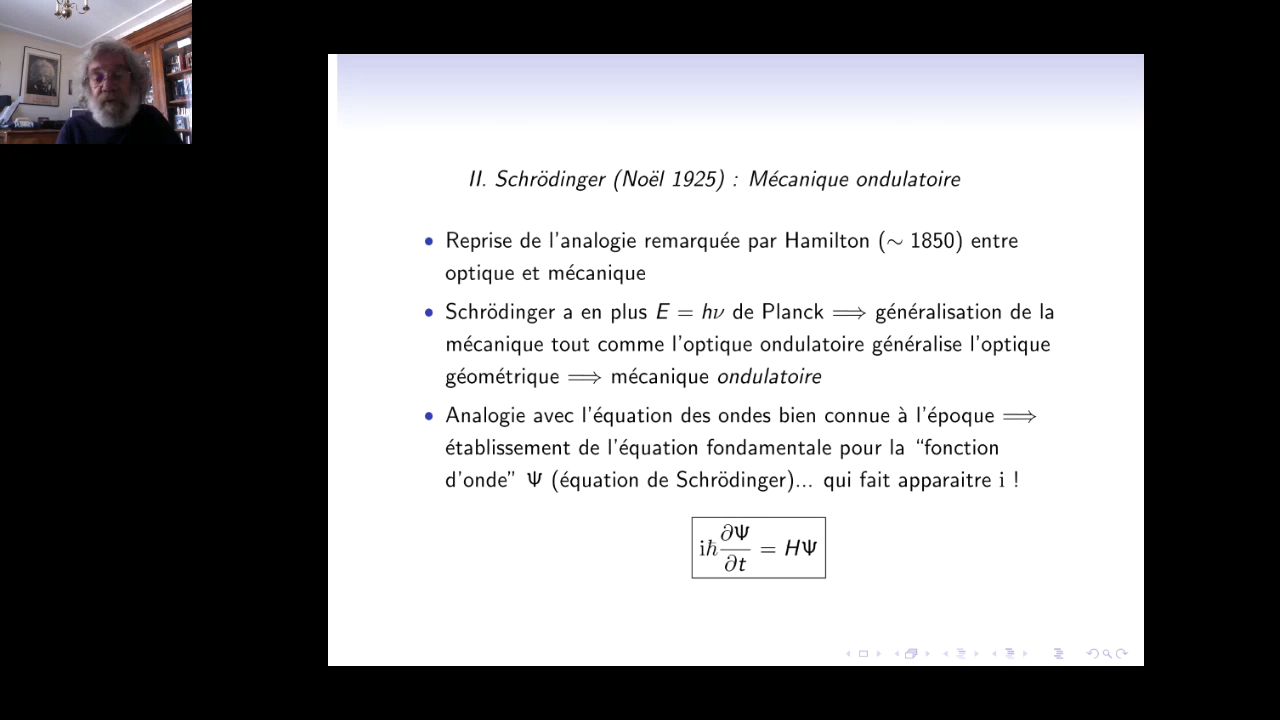 II. Schrödinger (Noël 1925) : Mécanique ondulatoire
• Reprise de l'analogie remarquée par Hamilton (∼ 1850) entre
optique et mécanique
• Schrödinger a en plus E = hν de Planck ⟹ généralisation de la
mécanique tout comme l'optique ondulatoire généralise l'optique
géométrique ⟹ mécanique ondulatoire
• Analogie avec l'équation des ondes bien connue à l'époque ⟹
établissement de l'équation fondamentale pour la “fonction
d'onde” Ψ (équation de Schrödinger)... qui fait apparaitre i !
iℏ ∂Ψ/∂t = HΨ